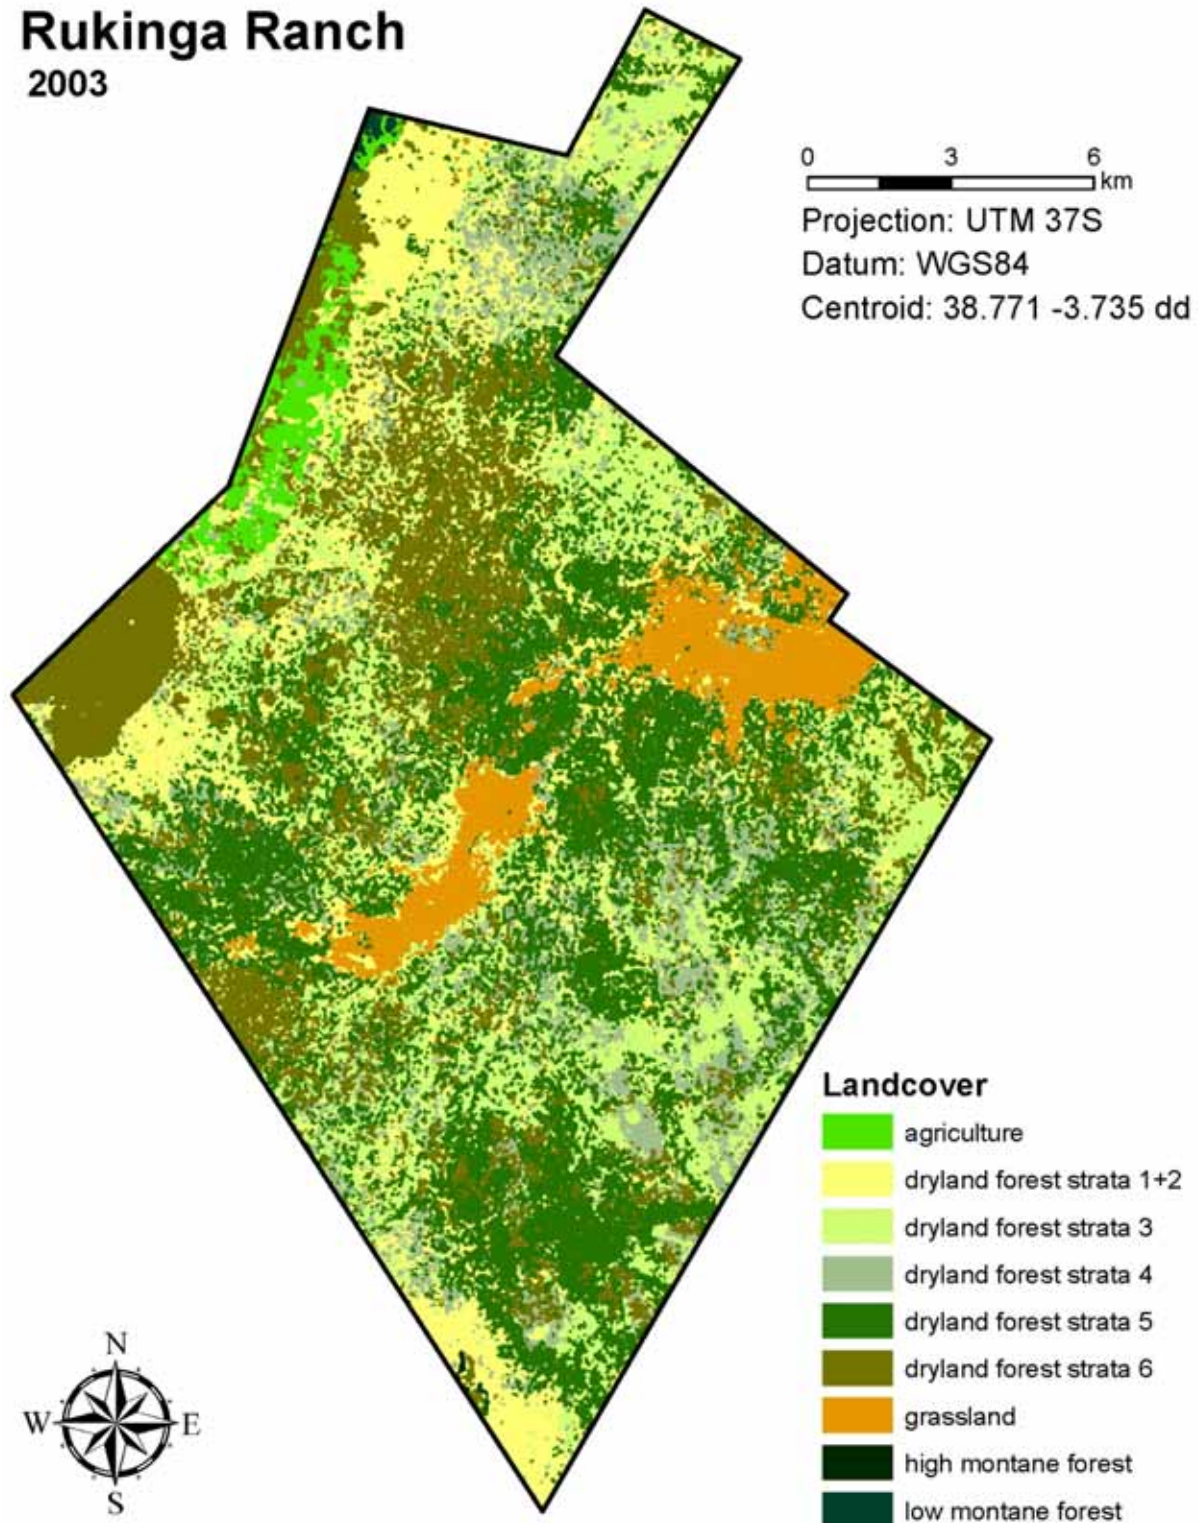 Rukinga Ranch
2003
0 3 6
km
Projection: UTM 37S
Datum: WGS84
Centroid: 38.771 -3.735 dd
Landcover
agriculture
dryland forest strata 1+2
dryland forest strata 3
dryland forest strata 4
dryland forest strata 5
dryland forest strata 6
grassland
high montane forest
low montane forest
N
W E
S